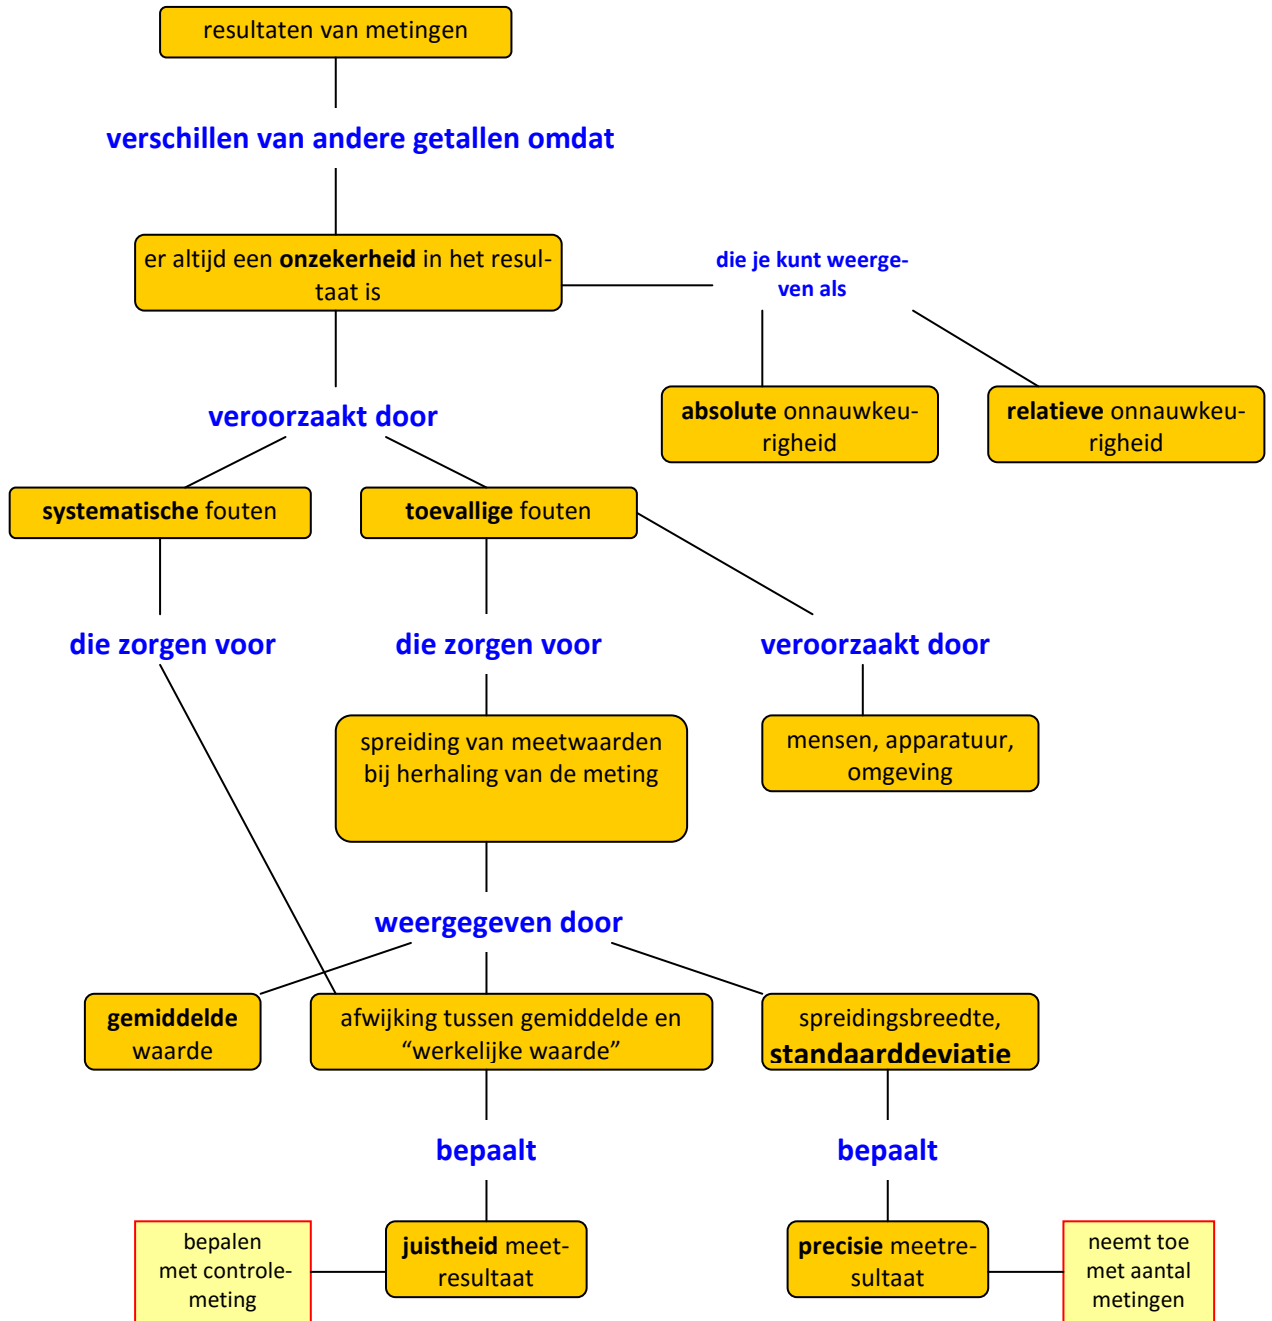 resultaten van metingen
verschillen van andere getallen omdat
er altijd een onzekerheid in het resul-
taat is
die je kunt weerge-
ven als
absolute onnauwkeu-
righeid
relatieve onnauwkeu-
righeid
veroorzaakt door
systematische fouten
toevallige fouten
die zorgen voor
die zorgen voor
veroorzaakt door
spreiding van meetwaarden
bij herhaling van de meting
mensen, apparatuur,
omgeving
weergegeven door
gemiddelde
waarde
afwijking tussen gemiddelde en
“werkelijke waarde”
spreidingsbreedte,
standaarddeviatie
bepaalt
bepaalt
bepalen
met controle-
meting
juistheid meet-
resultaat
precisie meetre-
sultaat
neemt toe
met aantal
metingen